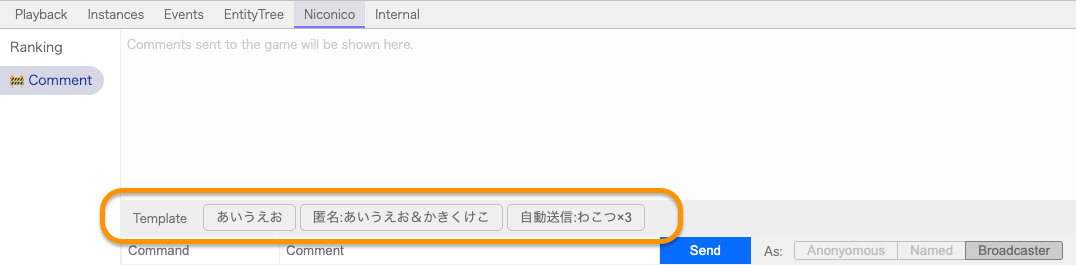 Playback Instances Events EntityTree Niconico Internal
Ranking
Comments sent to the game will be shown here.
🚧 Comment
Template あいうえお 匿名:あいうえお＆かきくけこ 自動送信:わこつ×3
Command Comment Send As: Anonymous Named Broadcaster